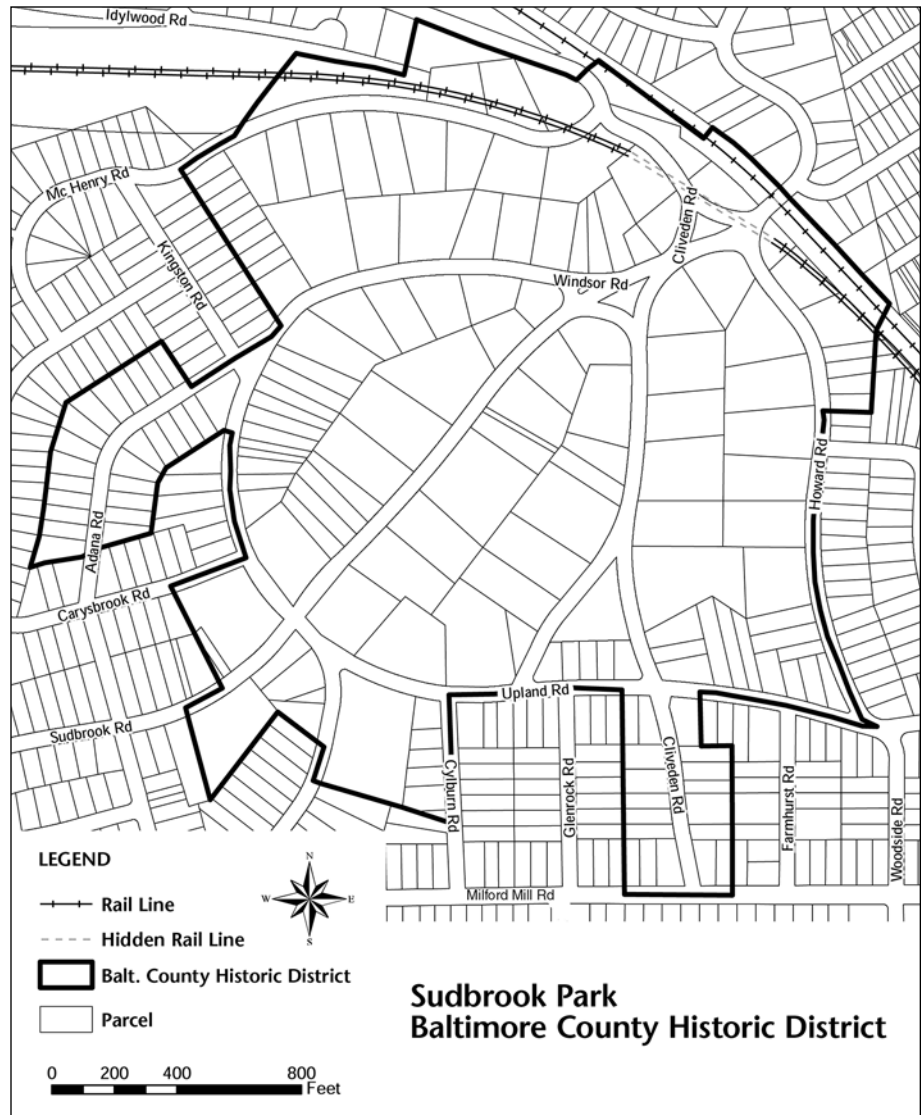 Idylwood Rd
Mc Henry Rd
Kingston Rd
Cliveden Rd
Windsor Rd
Howard Rd
Adana Rd
Carysbrook Rd
Upland Rd
Sudbrook Rd
Cylburn Rd
Glenrock Rd
Cliveden Rd
Farmhurst Rd
Woodside Rd
Milford Mill Rd
LEGEND
N
W
E
S
Rail Line
Hidden Rail Line
Balt. County Historic District
Parcel
0 200 400 800
Feet
Sudbrook Park
Baltimore County Historic District